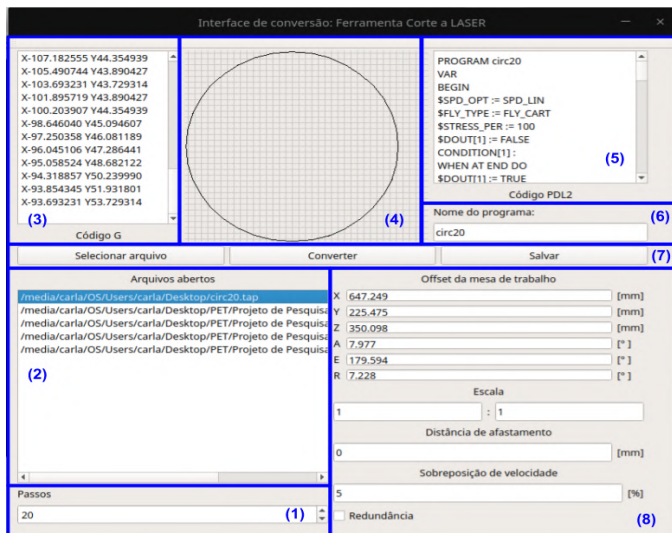 Interface de conversão: Ferramenta Corte a LASER
X-107.182555 Y44.354939
X-105.490744 Y43.890427
X-103.693231 Y43.729314
X-101.895719 Y43.890427
X-100.203907 Y44.354939
X-98.646040 Y45.094607
X-97.250358 Y46.081189
X-96.045106 Y47.286441
X-95.058524 Y48.682122
X-94.318857 Y50.239990
X-93.854345 Y51.931801
X-93.693231 Y53.729314
(3)
Código G
(4)
PROGRAM circ20
VAR
BEGIN
$SPD_OPT := SPD_LIN
$FLY_TYPE := FLY_CART
$STRESS_PER := 100
$DOUT[1] := FALSE
CONDITION[1] :
WHEN AT END DO
$DOUT[1] := TRUE
(5)
Código PDL2
Nome do programa:
(6)
circ20
Selecionar arquivo
Converter
Salvar
(7)
Arquivos abertos
/media/carla/OS/Users/carla/Desktop/circ20.tap
/media/carla/OS/Users/carla/Desktop/PET/Projeto de Pesquisa
/media/carla/OS/Users/carla/Desktop/PET/Projeto de Pesquisa
/media/carla/OS/Users/carla/Desktop/PET/Projeto de Pesquisa
/media/carla/OS/Users/carla/Desktop/PET/Projeto de Pesquisa
(2)
Passos
20
(1)
Offset da mesa de trabalho
X 647.249 [mm]
Y 225.475 [mm]
Z 350.098 [mm]
A 7.977 [° ]
E 179.594 [° ]
R 7.228 [° ]
Escala
1 : 1
Distância de afastamento
0 [mm]
Sobreposição de velocidade
5 [%]
Redundância
(8)